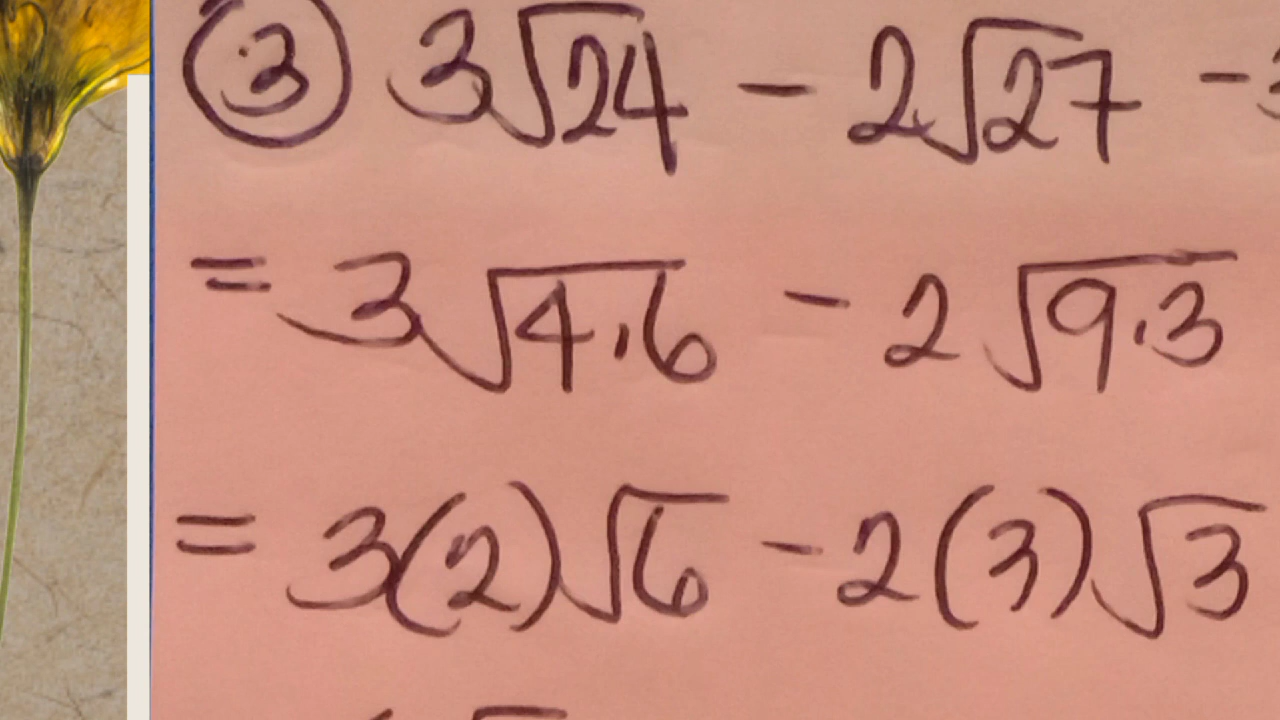 ③ 3√24 - 2√27 -
= 3√4.6 - 2√9.3
= 3(2)√6 - 2(3)√3